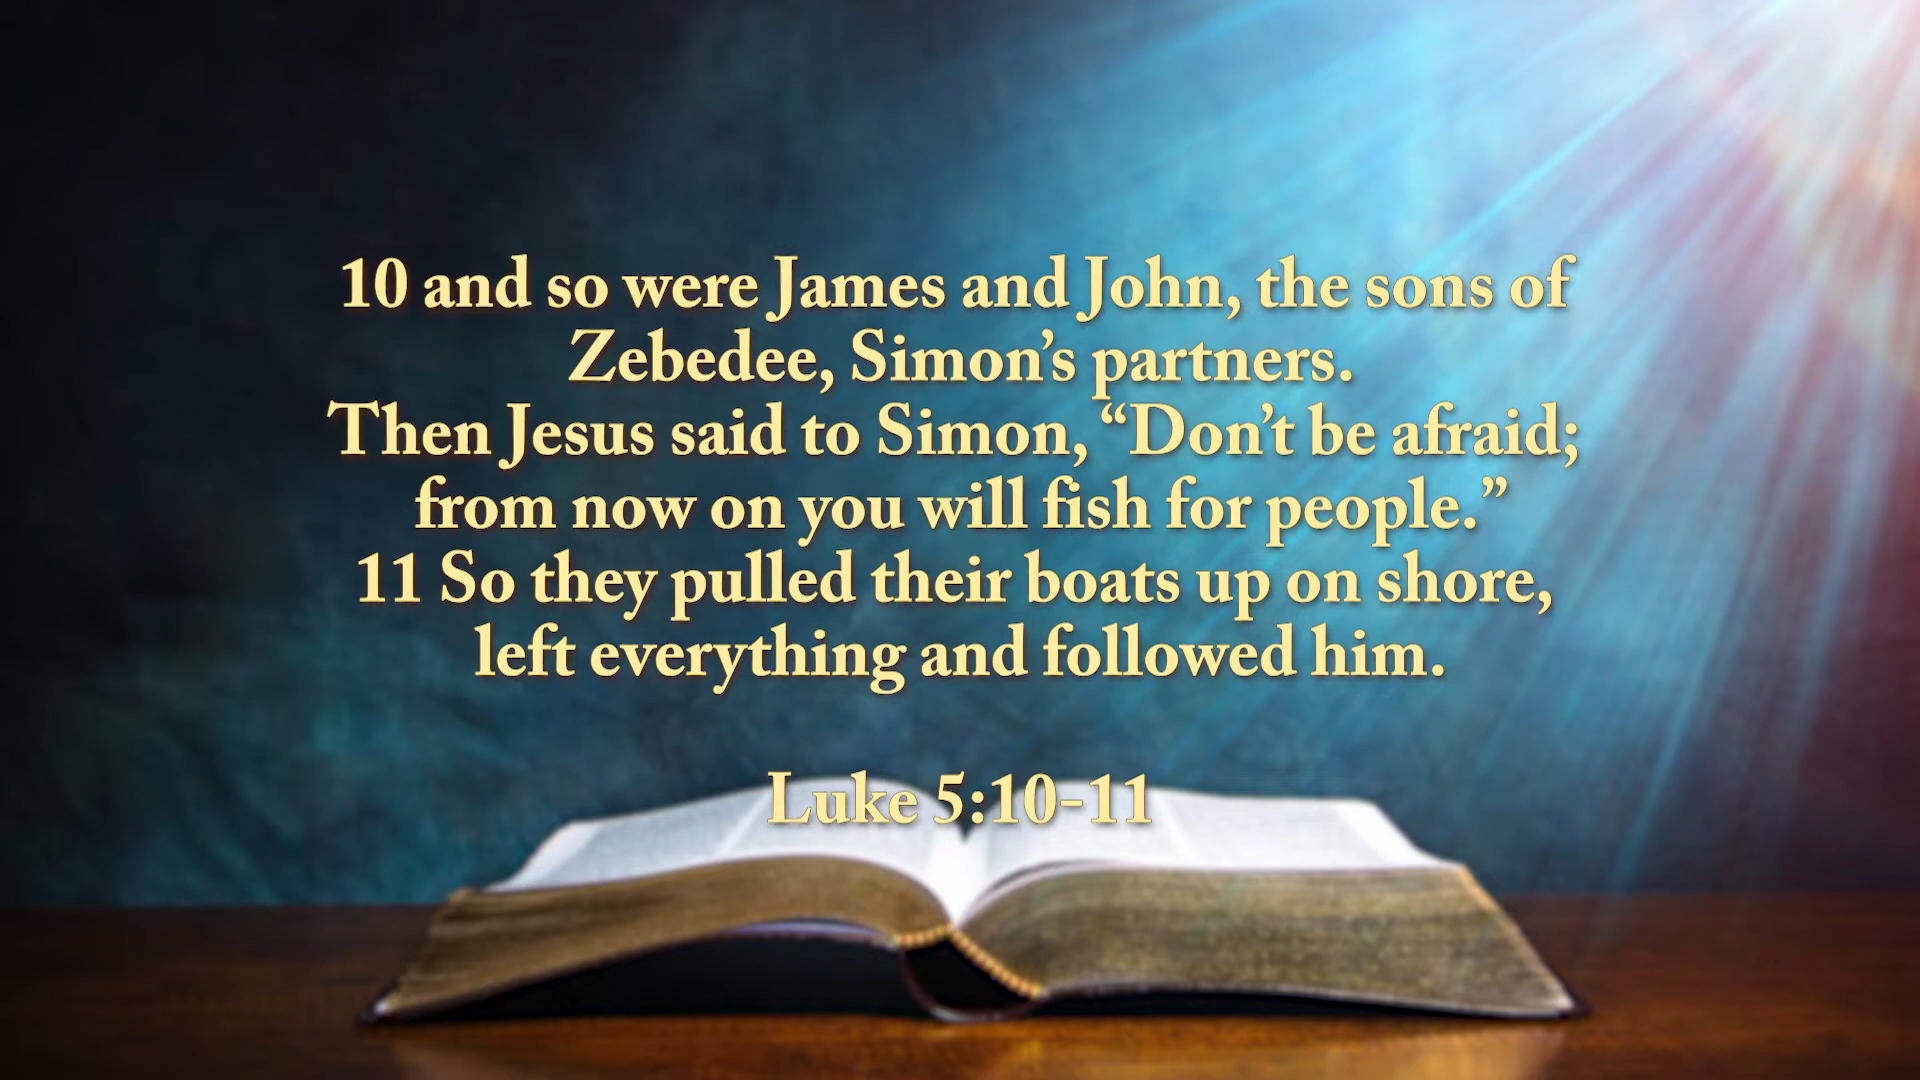 10 and so were James and John, the sons of
Zebedee, Simon’s partners.
Then Jesus said to Simon, “Don’t be afraid;
from now on you will fish for people.”
11 So they pulled their boats up on shore,
left everything and followed him.
Luke 5:10-11